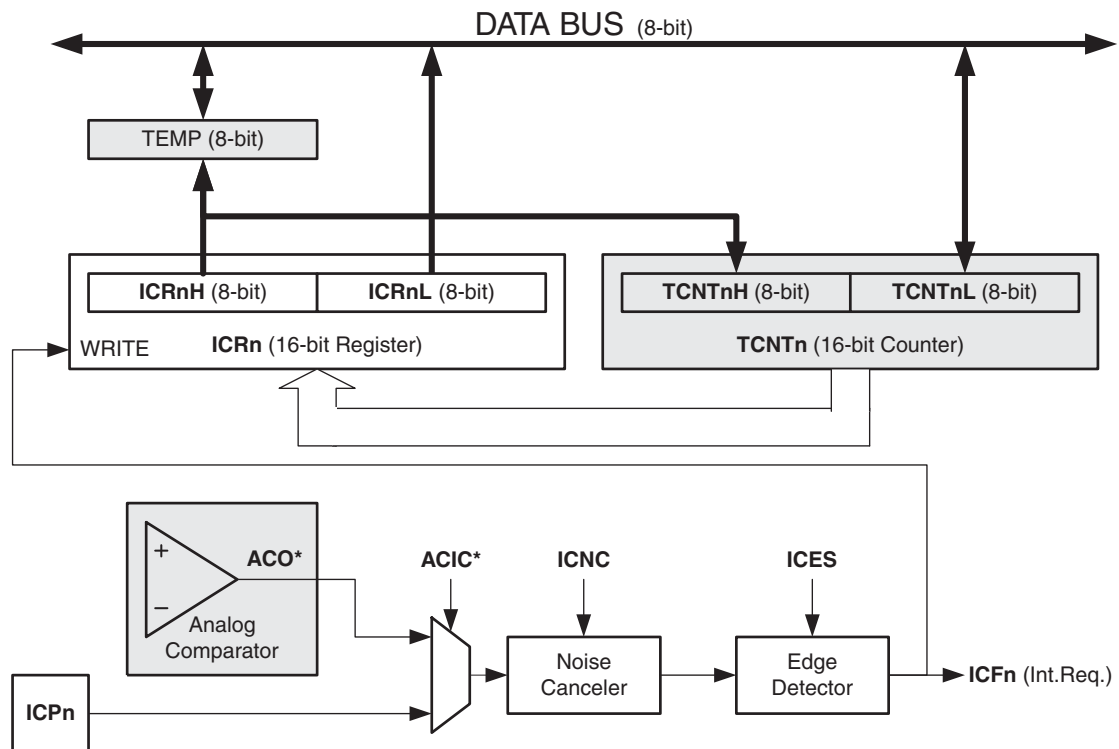 DATA BUS (8-bit)
TEMP (8-bit)
ICRnH (8-bit)
ICRnL (8-bit)
TCNTnH (8-bit)
TCNTnL (8-bit)
WRITE
ICRn (16-bit Register)
TCNTn (16-bit Counter)
+
−
ACO*
Analog
Comparator
ACIC*
ICNC
ICES
Noise
Canceler
Edge
Detector
ICFn (Int.Req.)
ICPn